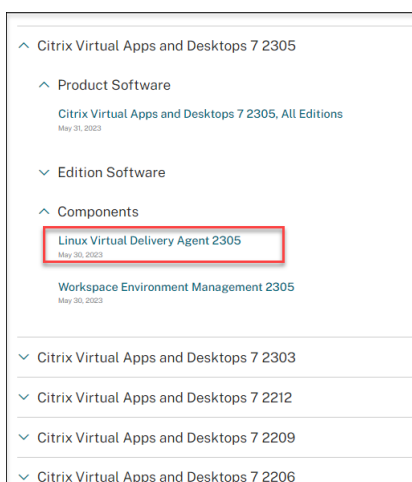 Citrix Virtual Apps and Desktops 7 2305
Product Software
Citrix Virtual Apps and Desktops 7 2305, All Editions
May 31, 2023
Edition Software
Components
Linux Virtual Delivery Agent 2305
May 30, 2023
Workspace Environment Management 2305
May 30, 2023
Citrix Virtual Apps and Desktops 7 2303
Citrix Virtual Apps and Desktops 7 2212
Citrix Virtual Apps and Desktops 7 2209
Citrix Virtual Apps and Desktops 7 2206